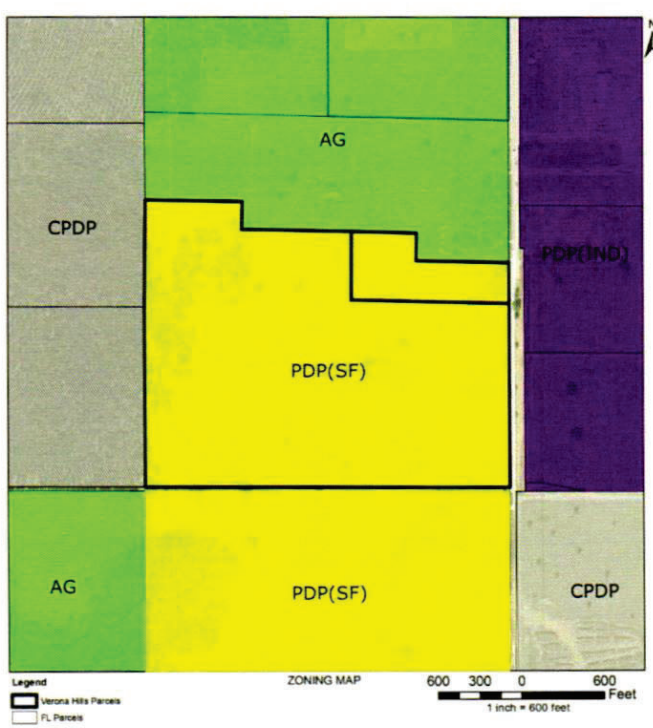 N
AG
CPDP
PDP(IND)
PDP(SF)
AG
PDP(SF)
CPDP
Legend
Verona Hills Parcels
FL Parcels
ZONING MAP
600 300 0 600
Feet
1 inch = 600 feet